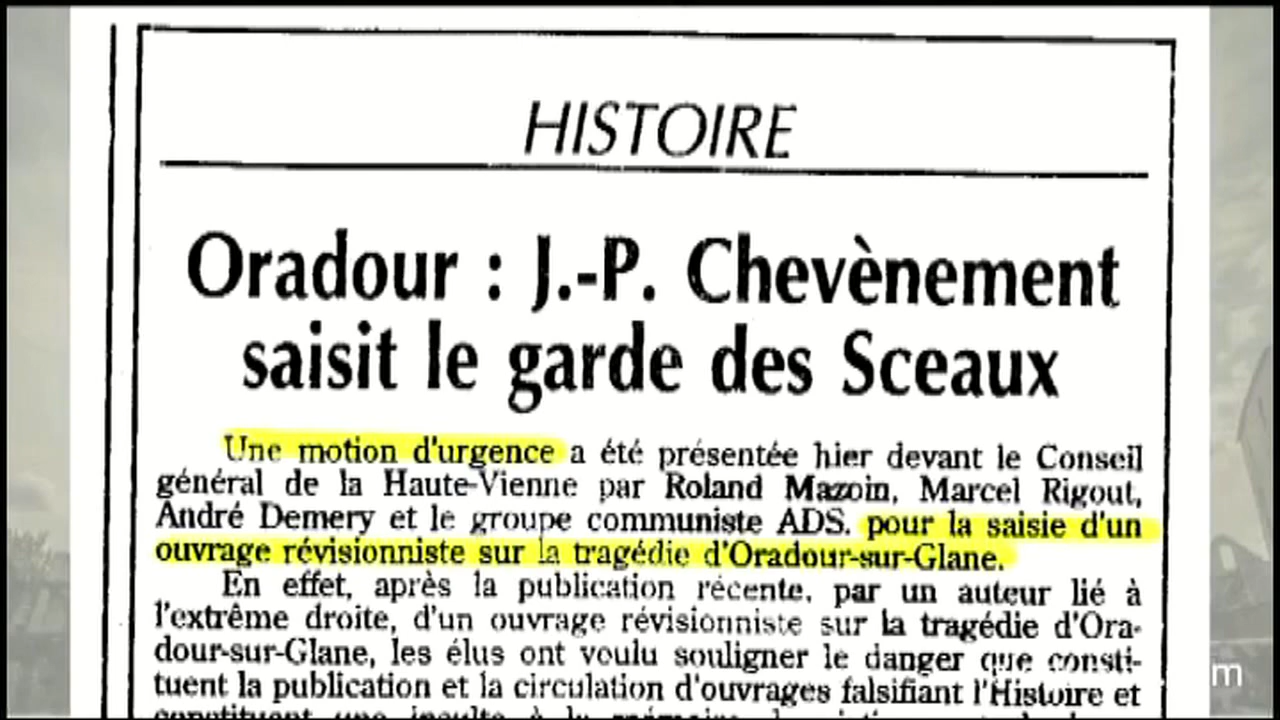 HISTOIRE
Oradour : J.-P. Chevènement
saisit le garde des Sceaux
Une motion d'urgence a été présentée hier devant le Conseil
général de la Haute-Vienne par Roland Mazoin, Marcel Rigout,
André Demery et le groupe communiste ADS. pour la saisie d'un
ouvrage révisionniste sur la tragédie d'Oradour-sur-Glane.
En effet, après la publication récente, par un auteur lié à
l'extrême droite, d'un ouvrage révisionniste sur la tragédie d'Ora-
dour-sur-Glane, les élus ont voulu souligner le danger que consti-
tuent la publication et la circulation d'ouvrages falsifiant l'Histoire et
m